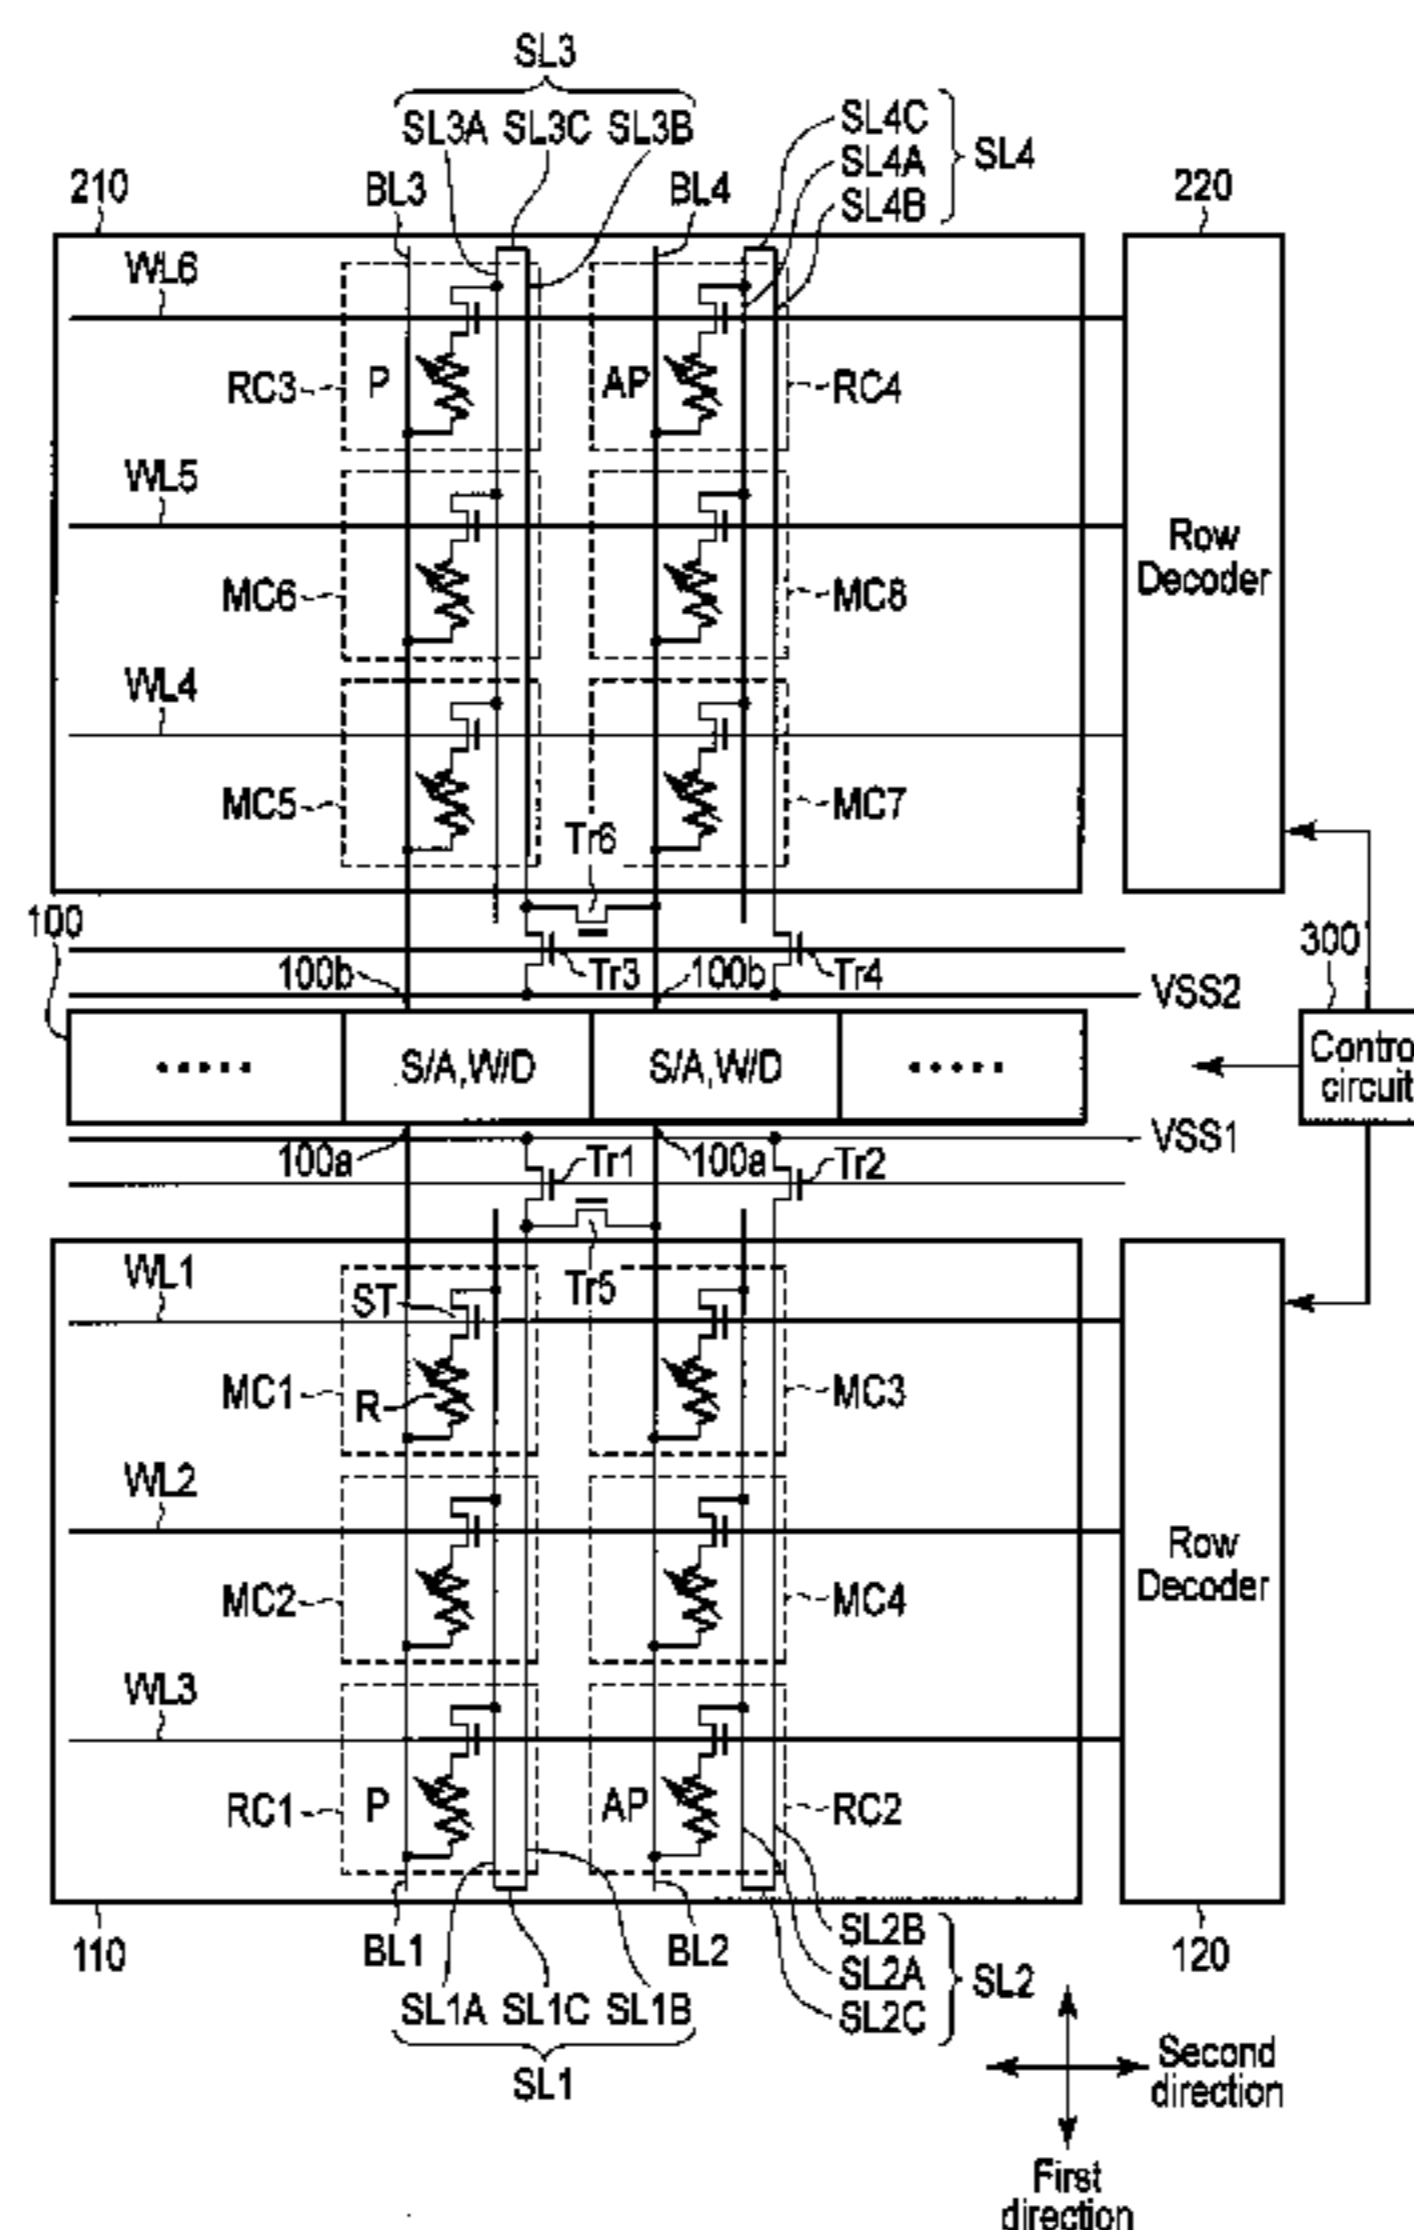 SL3
SL3A SL3C SL3B
SL4C
SL4A
SL4B
SL4
210
BL3
BL4
220
WL6
RC3
P
AP
RC4
WL5
Row
Decoder
MC6
MC8
WL4
MC5
Tr6
MC7
100
300
100b
Tr3
100b
Tr4
VSS2
S/A,W/D
S/A,W/D
Contro
circuit
100a
Tr1
100a
Tr2
VSS1
WL1
ST
Tr5
MC1
R
MC3
WL2
Row
Decoder
MC2
MC4
WL3
RC1
P
AP
RC2
110
BL1
BL2
SL2B
SL2A
SL2C
SL2
120
SL1A SL1C SL1B
SL1
Second
direction
First
direction